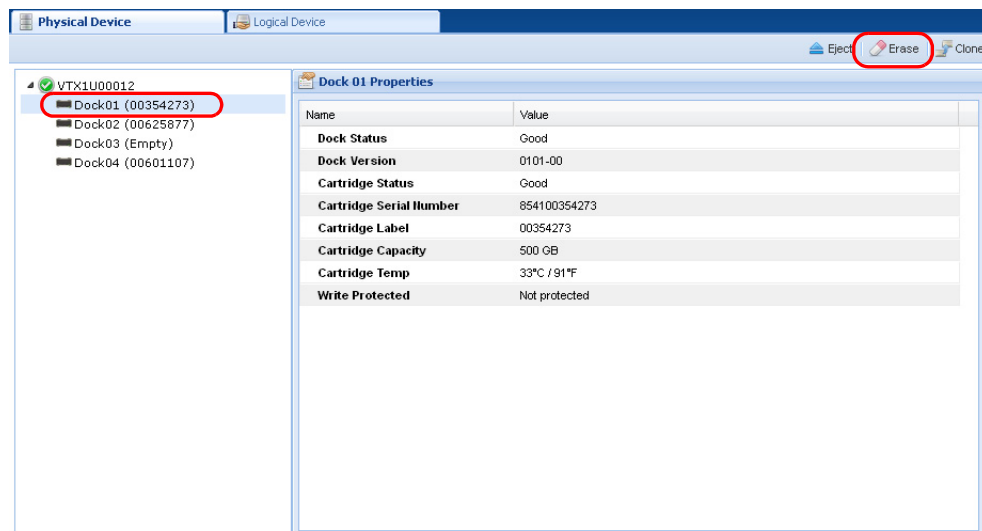 Physical Device Logical Device
Eject Erase Clone
VTX1U00012
Dock01 (00354273)
Dock02 (00625877)
Dock03 (Empty)
Dock04 (00601107)
Dock 01 Properties
Name Value
Dock Status Good
Dock Version 0101-00
Cartridge Status Good
Cartridge Serial Number 854100354273
Cartridge Label 00354273
Cartridge Capacity 500 GB
Cartridge Temp 33°C / 91°F
Write Protected Not protected